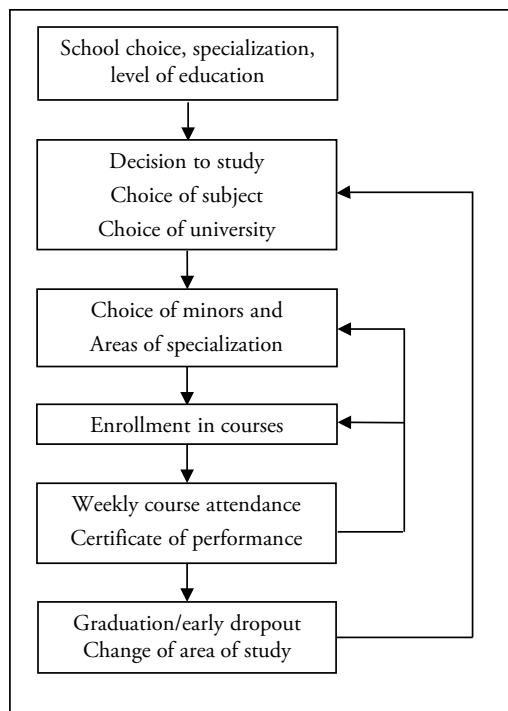 School choice, specialization,
level of education
Decision to study
Choice of subject
Choice of university
Choice of minors and
Areas of specialization
Enrollment in courses
Weekly course attendance
Certificate of performance
Graduation/early dropout
Change of area of study